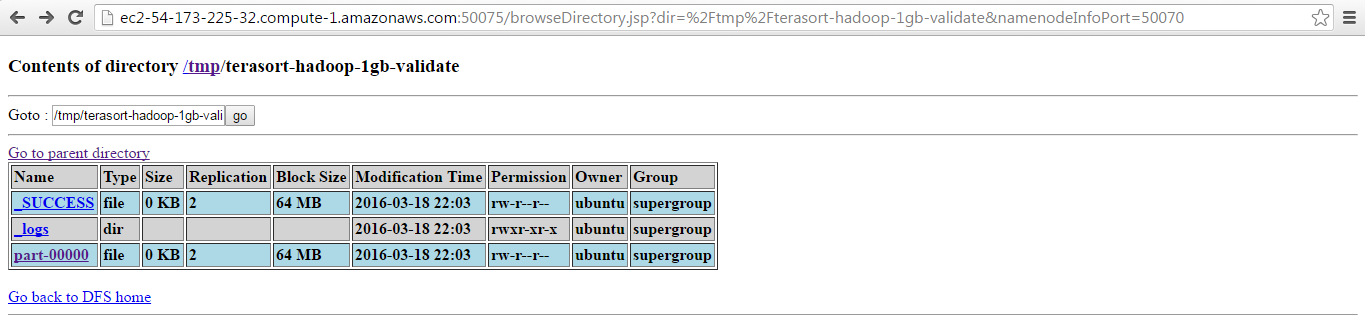 ec2-54-173-225-32.compute-1.amazonaws.com:50075/browseDirectory.jsp?dir=%2Ftmp%2Fterasort-hadoop-1gb-validate&namenodeInfoPort=50070
Contents of directory /tmp/terasort-hadoop-1gb-validate
Goto : /tmp/terasort-hadoop-1gb-vali go
Go to parent directory
Name Type Size Replication Block Size Modification Time Permission Owner Group
_SUCCESS file 0 KB 2 64 MB 2016-03-18 22:03 rw-r--r-- ubuntu supergroup
_logs dir 2016-03-18 22:03 rwxr-xr-x ubuntu supergroup
part-00000 file 0 KB 2 64 MB 2016-03-18 22:03 rw-r--r-- ubuntu supergroup
Go back to DFS home